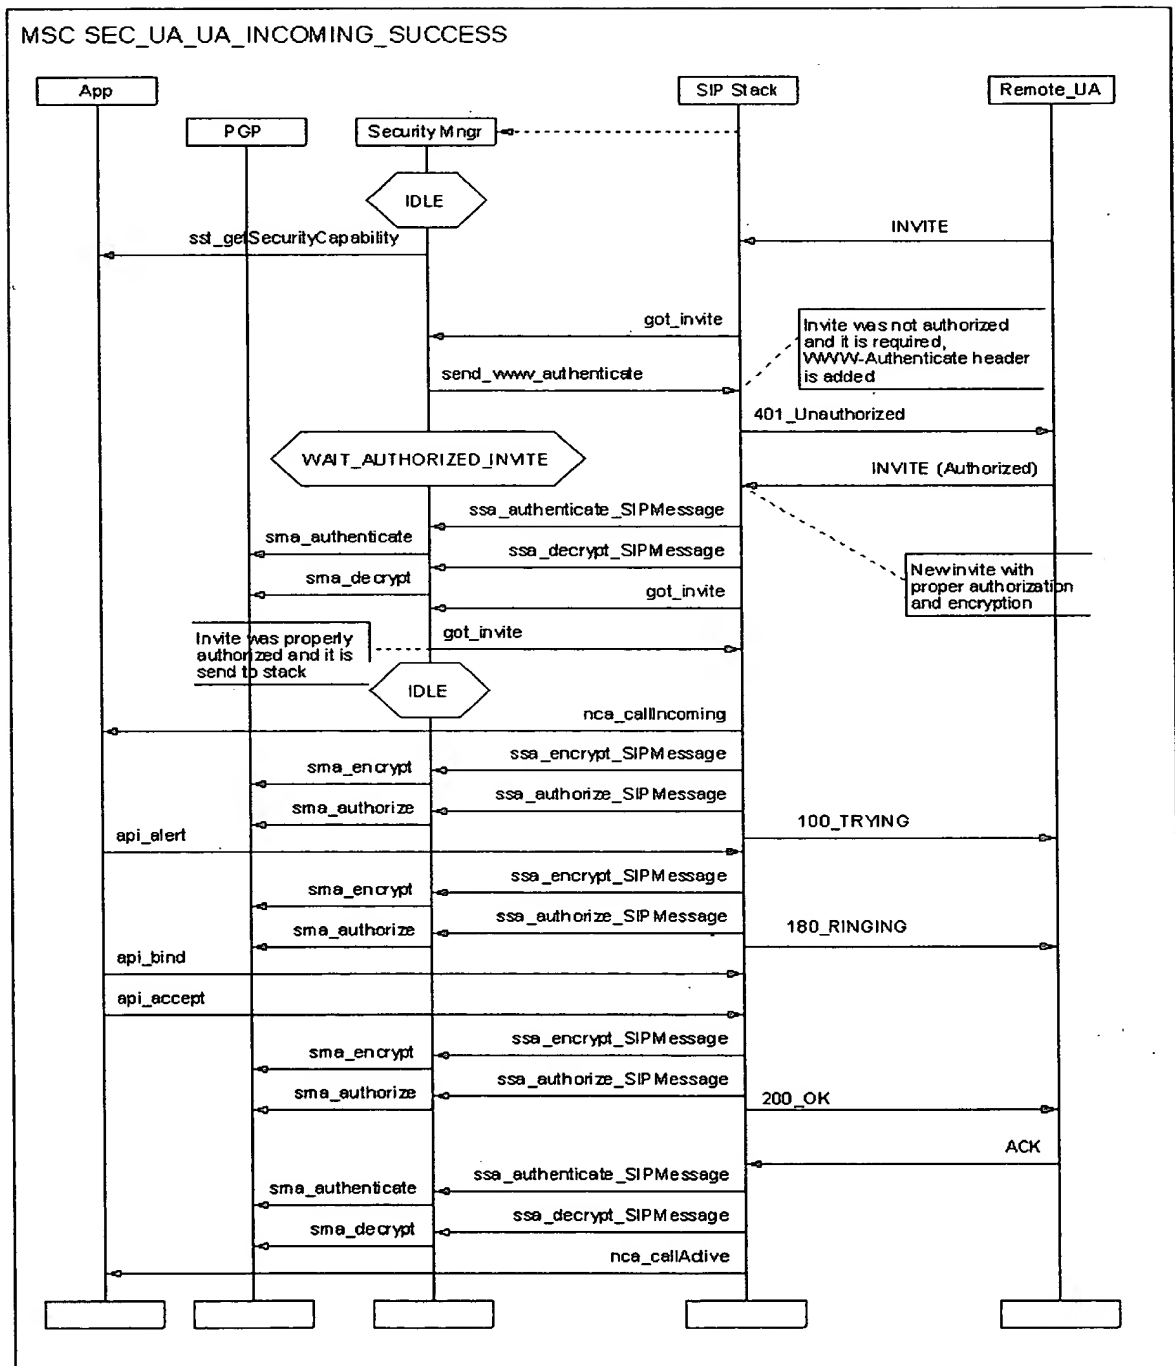 MSC SEC_UA_UA_INCOMING_SUCCESS
App
SIP Stack
Remote_UA
PGP
Security Mngr
IDLE
INVITE
sst_getSecurityCapability
got_invite
Invite was not authorized
and it is required,
WWW-Authenticate header
is added
send_www_authenticate
401_Unauthorized
WAIT_AUTHORIZED_INVITE
INVITE (Authorized)
ssa_authenticate_SIPMessage
sma_authenticate
ssa_decrypt_SIPMessage
sma_decrypt
got_invite
New invite with
proper authorization
and encryption
got_invite
Invite was properly
authorized and it is
send to stack
IDLE
nca_callIncoming
ssa_encrypt_SIPMessage
sma_encrypt
ssa_authorize_SIPMessage
sma_authorize
100_TRYING
api_alert
ssa_encrypt_SIPMessage
sma_encrypt
ssa_authorize_SIPMessage
sma_authorize
180_RINGING
api_bind
api_accept
ssa_encrypt_SIPMessage
sma_encrypt
ssa_authorize_SIPMessage
sma_authorize
200_OK
ACK
ssa_authenticate_SIPMessage
sma_authenticate
ssa_decrypt_SIPMessage
sma_decrypt
nca_callActive